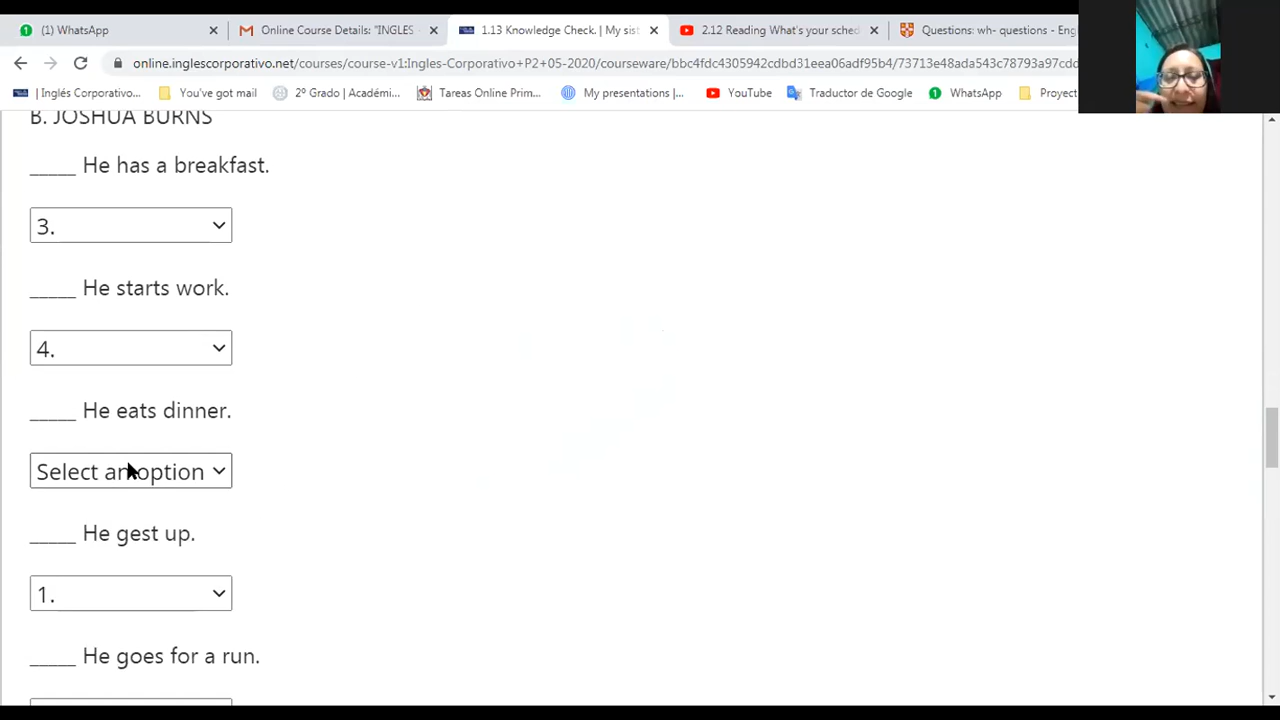 WhatsApp
Online Course Details: "INGLES
1.13 Knowledge Check. | My sist
2.12 Reading What's your sched
Questions: wh- questions - Eng
online.inglescorporativo.net/courses/course-v1:Ingles-Corporativo+P2+05-2020/courseware/bbc4fdc4305942cdbd31eea06adf95b4/73713e48ada543c78793a97cdd
| Inglés Corporativo...
You've got mail
2º Grado | Académi...
Tareas Online Prim...
My presentations |...
YouTube
Traductor de Google
WhatsApp
Proyect
B. JOSHUA BURNS
_____ He has a breakfast.
3.
_____ He starts work.
4.
_____ He eats dinner.
Select an option
_____ He gest up.
1.
_____ He goes for a run.